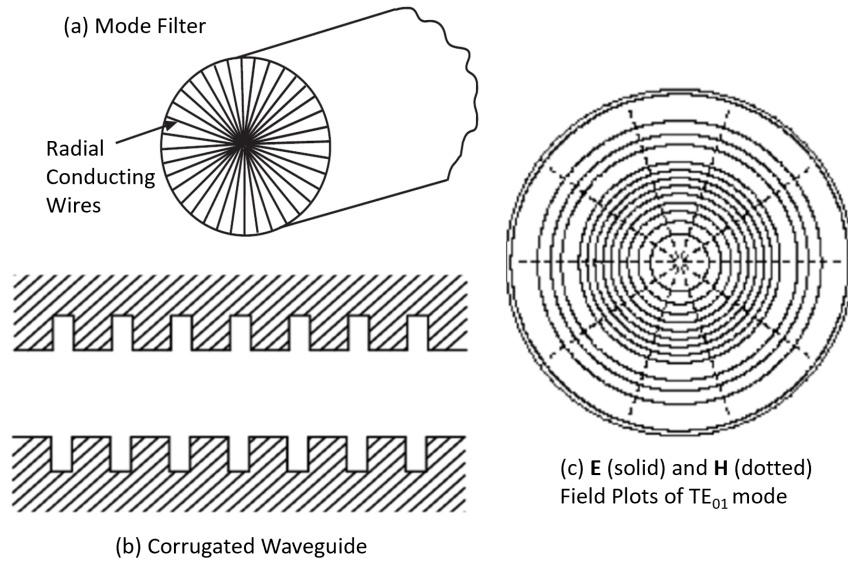 (a) Mode Filter
Radial
Conducting
Wires
(b) Corrugated Waveguide
(c) E (solid) and H (dotted)
Field Plots of TE₀₁ mode